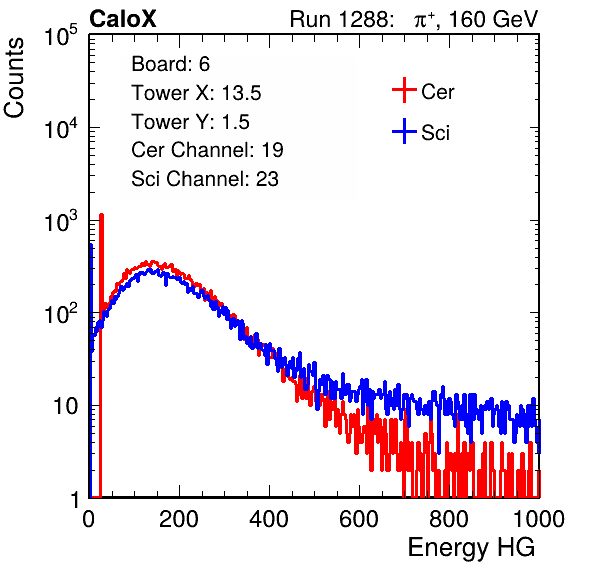 CaloX Run 1288: π⁺, 160 GeV
Counts
Board: 6
Tower X: 13.5
Tower Y: 1.5
Cer Channel: 19
Sci Channel: 23
Cer
Sci
10⁵
10⁴
10³
10²
10
1
0 200 400 600 800 1000
Energy HG